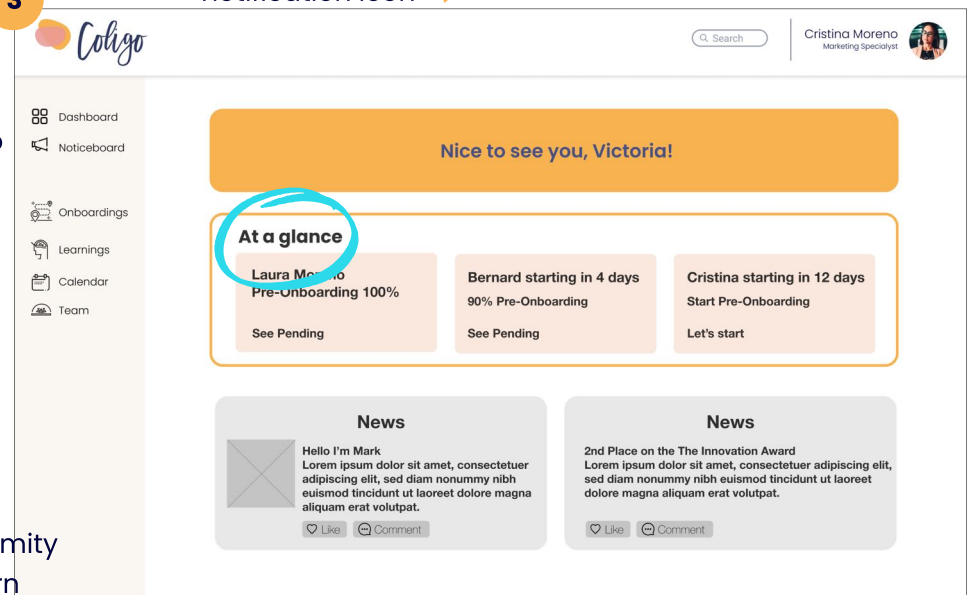 3
notification icon
Coligo
Search
Cristina Moreno
Marketing Specialyst
Dashboard
Noticeboard
Onboardings
Learnings
Calendar
Team
Nice to see you, Victoria!
At a glance
Laura Moreno
Pre-Onboarding 100%
See Pending
Bernard starting in 4 days
90% Pre-Onboarding
See Pending
Cristina starting in 12 days
Start Pre-Onboarding
Let's start
News
Hello I'm Mark
Lorem ipsum dolor sit amet, consectetuer
adipiscing elit, sed diam nonummy nibh
euismod tincidunt ut laoreet dolore magna
aliquam erat volutpat.
Like
Comment
News
2nd Place on the The Innovation Award
Lorem ipsum dolor sit amet, consectetuer adipiscing elit,
sed diam nonummy nibh euismod tincidunt ut laoreet
dolore magna aliquam erat volutpat.
Like
Comment